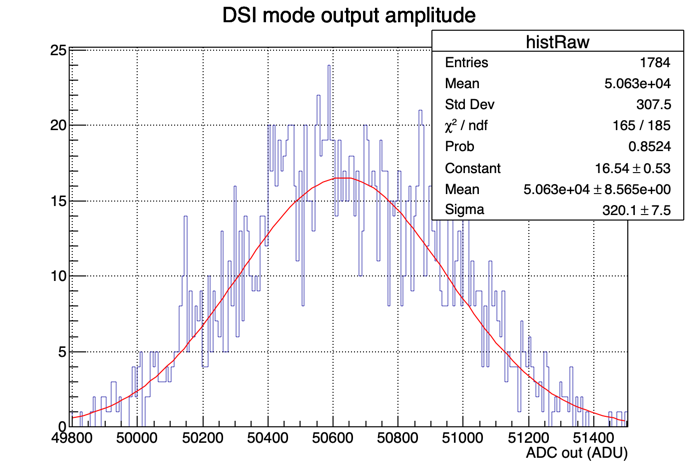 DSI mode output amplitude
histRaw
Entries 1784
Mean 5.063e+04
Std Dev 307.5
χ² / ndf 165 / 185
Prob 0.8524
Constant 16.54 ± 0.53
Mean 5.063e+04 ± 8.565e+00
Sigma 320.1 ± 7.5
25
20
15
10
5
0
49800 50000 50200 50400 50600 50800 51000 51200 51400
ADC out (ADU)